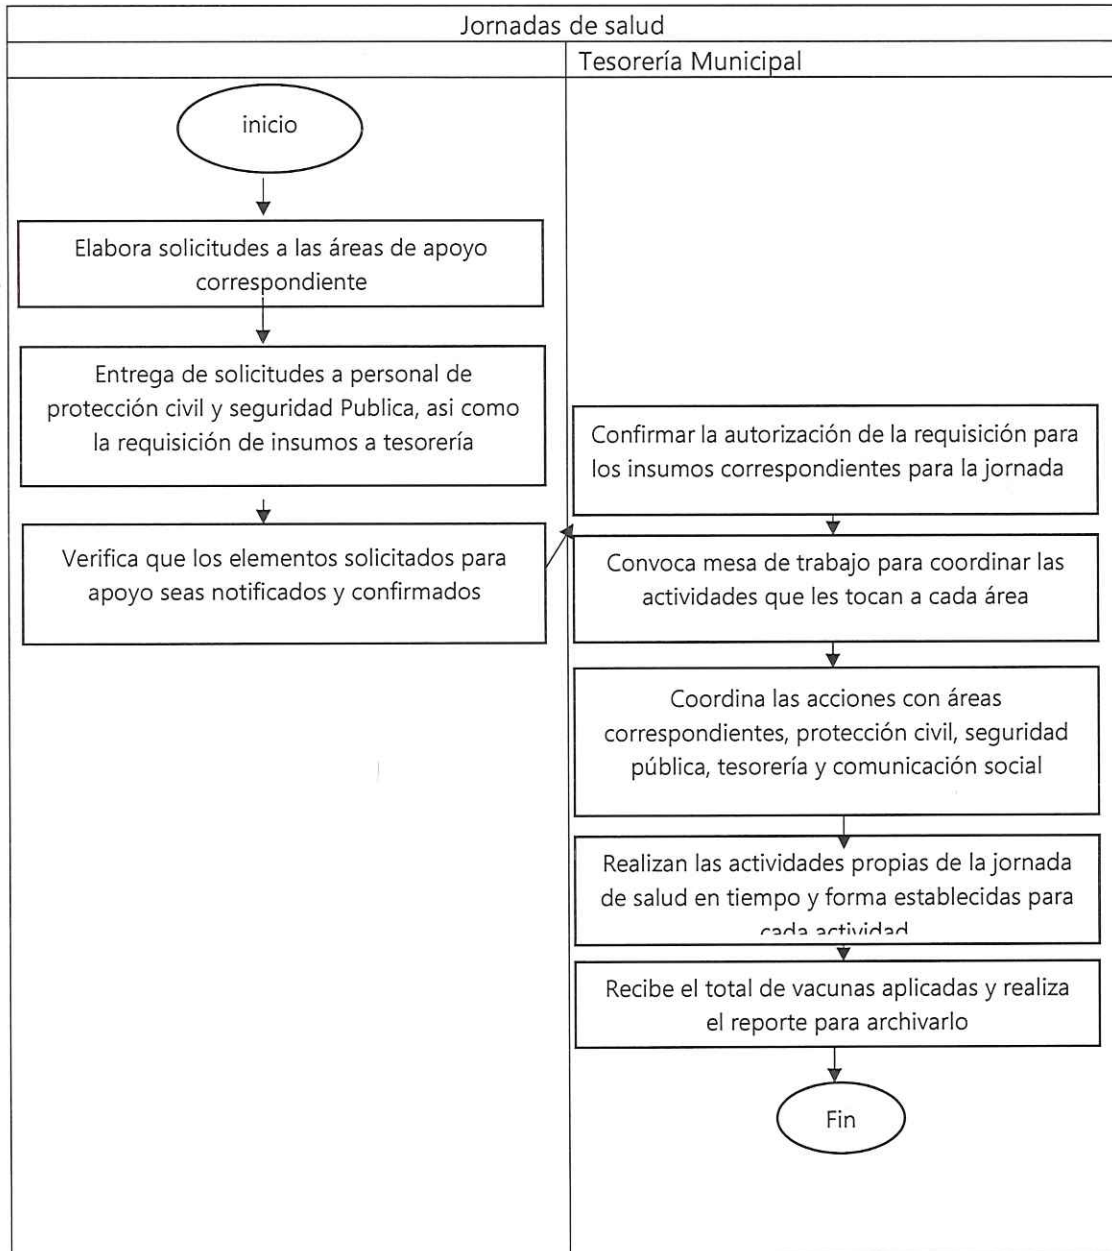 Jornadas de salud
Tesorería Municipal
inicio
Elabora solicitudes a las áreas de apoyo
correspondiente
Entrega de solicitudes a personal de
protección civil y seguridad Publica, asi como
la requisición de insumos a tesorería
Verifica que los elementos solicitados para
apoyo seas notificados y confirmados
Confirmar la autorización de la requisición para
los insumos correspondientes para la jornada
Convoca mesa de trabajo para coordinar las
actividades que les tocan a cada área
Coordina las acciones con áreas
correspondientes, protección civil, seguridad
pública, tesorería y comunicación social
Realizan las actividades propias de la jornada
de salud en tiempo y forma establecidas para
cada actividad
Recibe el total de vacunas aplicadas y realiza
el reporte para archivarlo
Fin